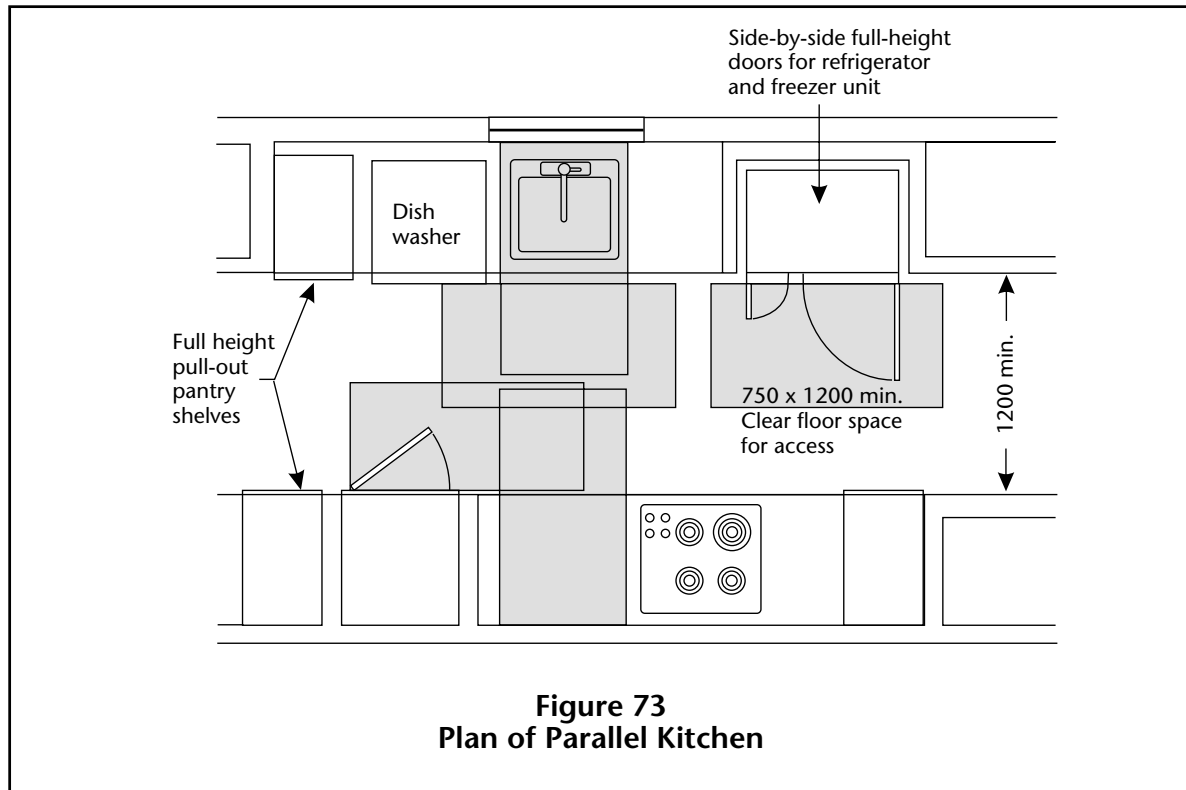 Side-by-side full-height
doors for refrigerator
and freezer unit
Dish
washer
Full height
pull-out
pantry
shelves
750 x 1200 min.
Clear floor space
for access
1200 min.
Figure 73
Plan of Parallel Kitchen